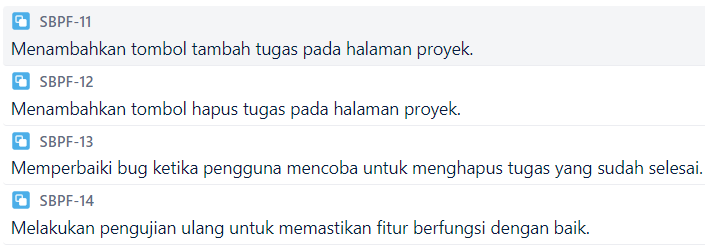 SBPF-11
Menambahkan tombol tambah tugas pada halaman proyek.
SBPF-12
Menambahkan tombol hapus tugas pada halaman proyek.
SBPF-13
Memperbaiki bug ketika pengguna mencoba untuk menghapus tugas yang sudah selesai.
SBPF-14
Melakukan pengujian ulang untuk memastikan fitur berfungsi dengan baik.